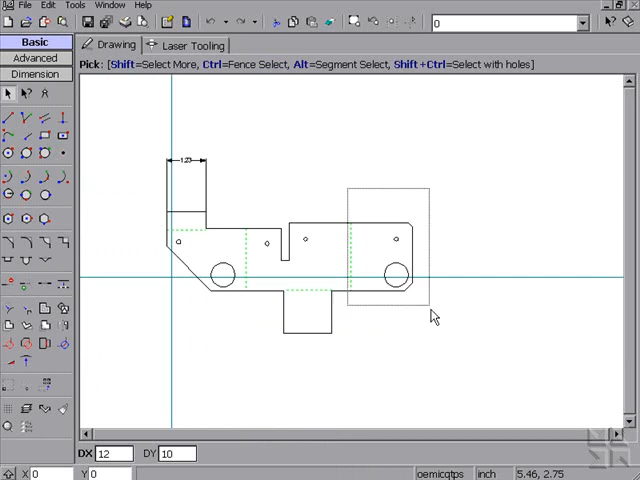 File Edit Tools Window Help
0
Basic
Drawing
Laser Tooling
Advanced
Pick: [Shift=Select More, Ctrl=Fence Select, Alt=Segment Select, Shift +Ctrl=Select with holes]
Dimension
1.23
DX 12 DY 10
X 0 Y 0 oemicqtps inch 5.46, 2.75